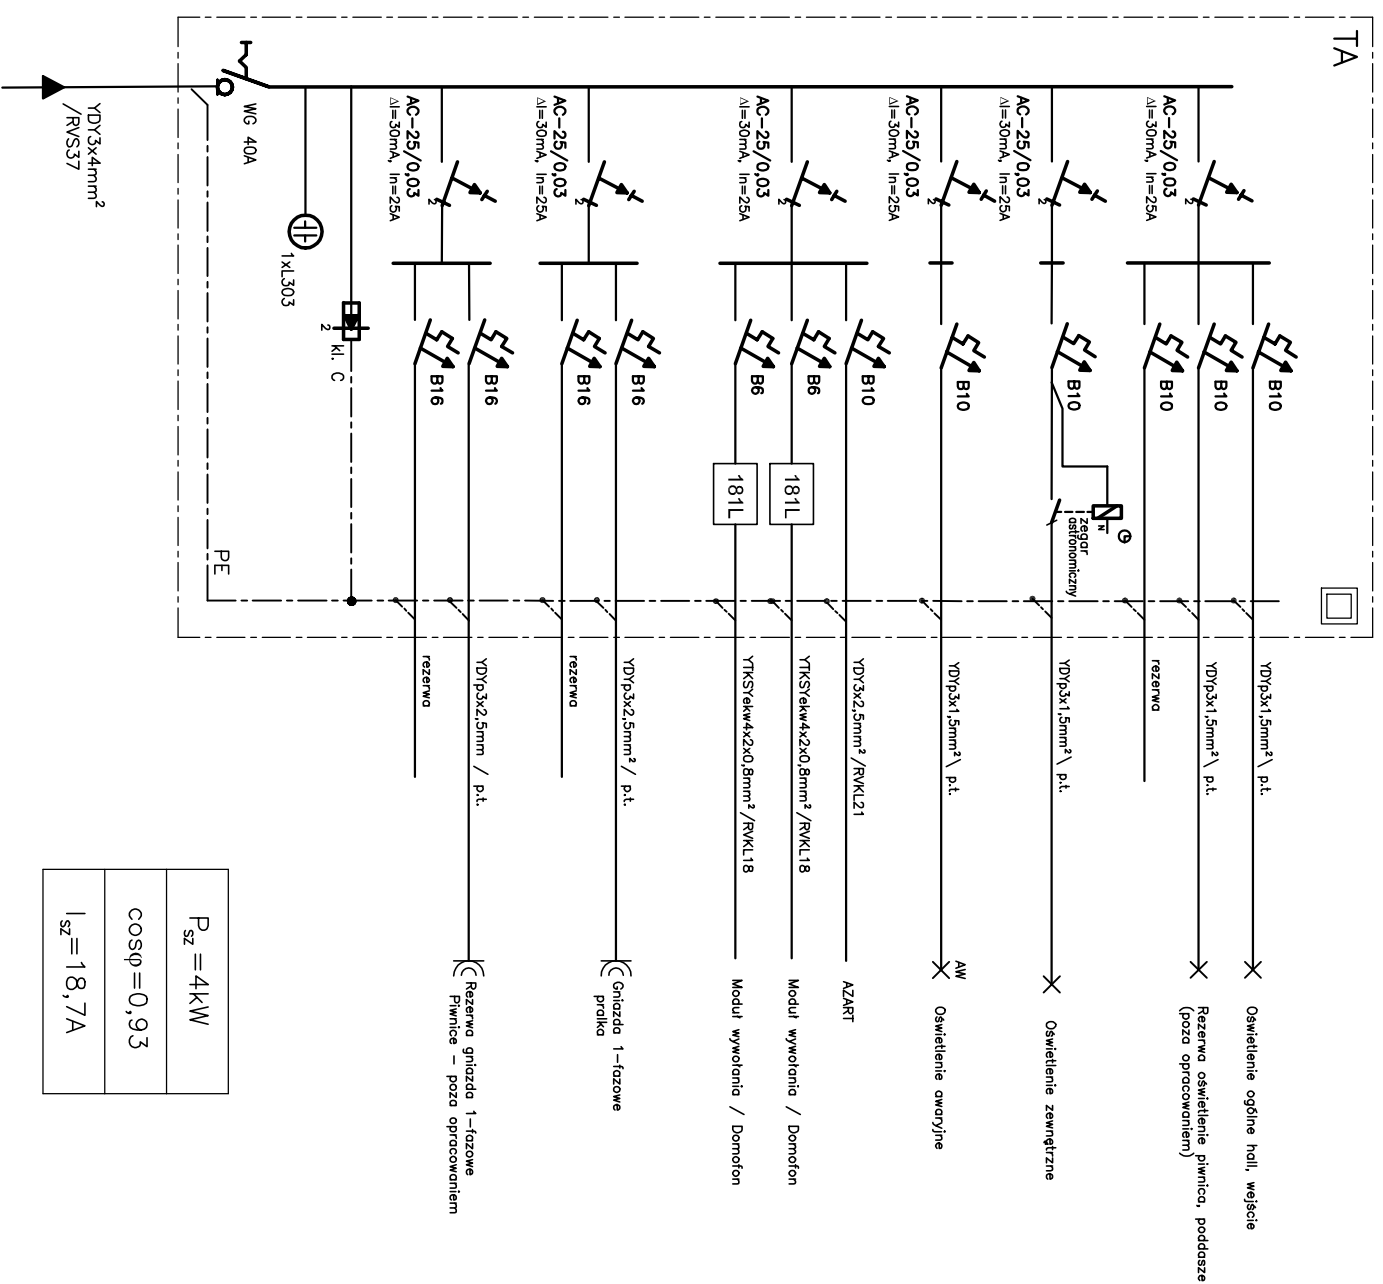 TA
YDY3x4mm²
/RVS37
WG 40A
1xL303
2
kl. C
PE
AC-25/0,03
ΔI=30mA, In=25A
2
B16
rezerwa
B16
YDYp3x2,5mm / p.t.
Rezerwa gniazda 1-fazowe
Piwnice - poza opracowaniem
AC-25/0,03
ΔI=30mA, In=25A
2
B16
rezerwa
B16
YDYp3x2,5mm² / p.t.
Gniazda 1-fazowe
pralka
AC-25/0,03
ΔI=30mA, In=25A
2
B6
181L
YTKSYekw4x2x0,8mm² /RVKL18
Moduł wywołania / Domofon
B6
181L
YTKSYekw4x2x0,8mm² /RVKL18
Moduł wywołania / Domofon
B10
YDY3x2,5mm² /RVKL21
AZART
AC-25/0,03
ΔI=30mA, In=25A
2
B10
YDYp3x1,5mm² \ p.t.
AW
Oświetlenie awaryjne
AC-25/0,03
ΔI=30mA, In=25A
2
B10
N
zegar
astronomiczny
YDYp3x1,5mm² \ p.t.
Oświetlenie zewnętrzne
AC-25/0,03
ΔI=30mA, In=25A
2
B10
rezerwa
B10
YDYp3x1,5mm² \ p.t.
Rezerwa oświetlenie piwnica, poddasze
(poza opracowaniem)
B10
YDYp3x1,5mm² \ p.t.
Oświetlenie ogólne hall, wejście
Psz =4kW
cosφ=0,93
Isz=18,7A